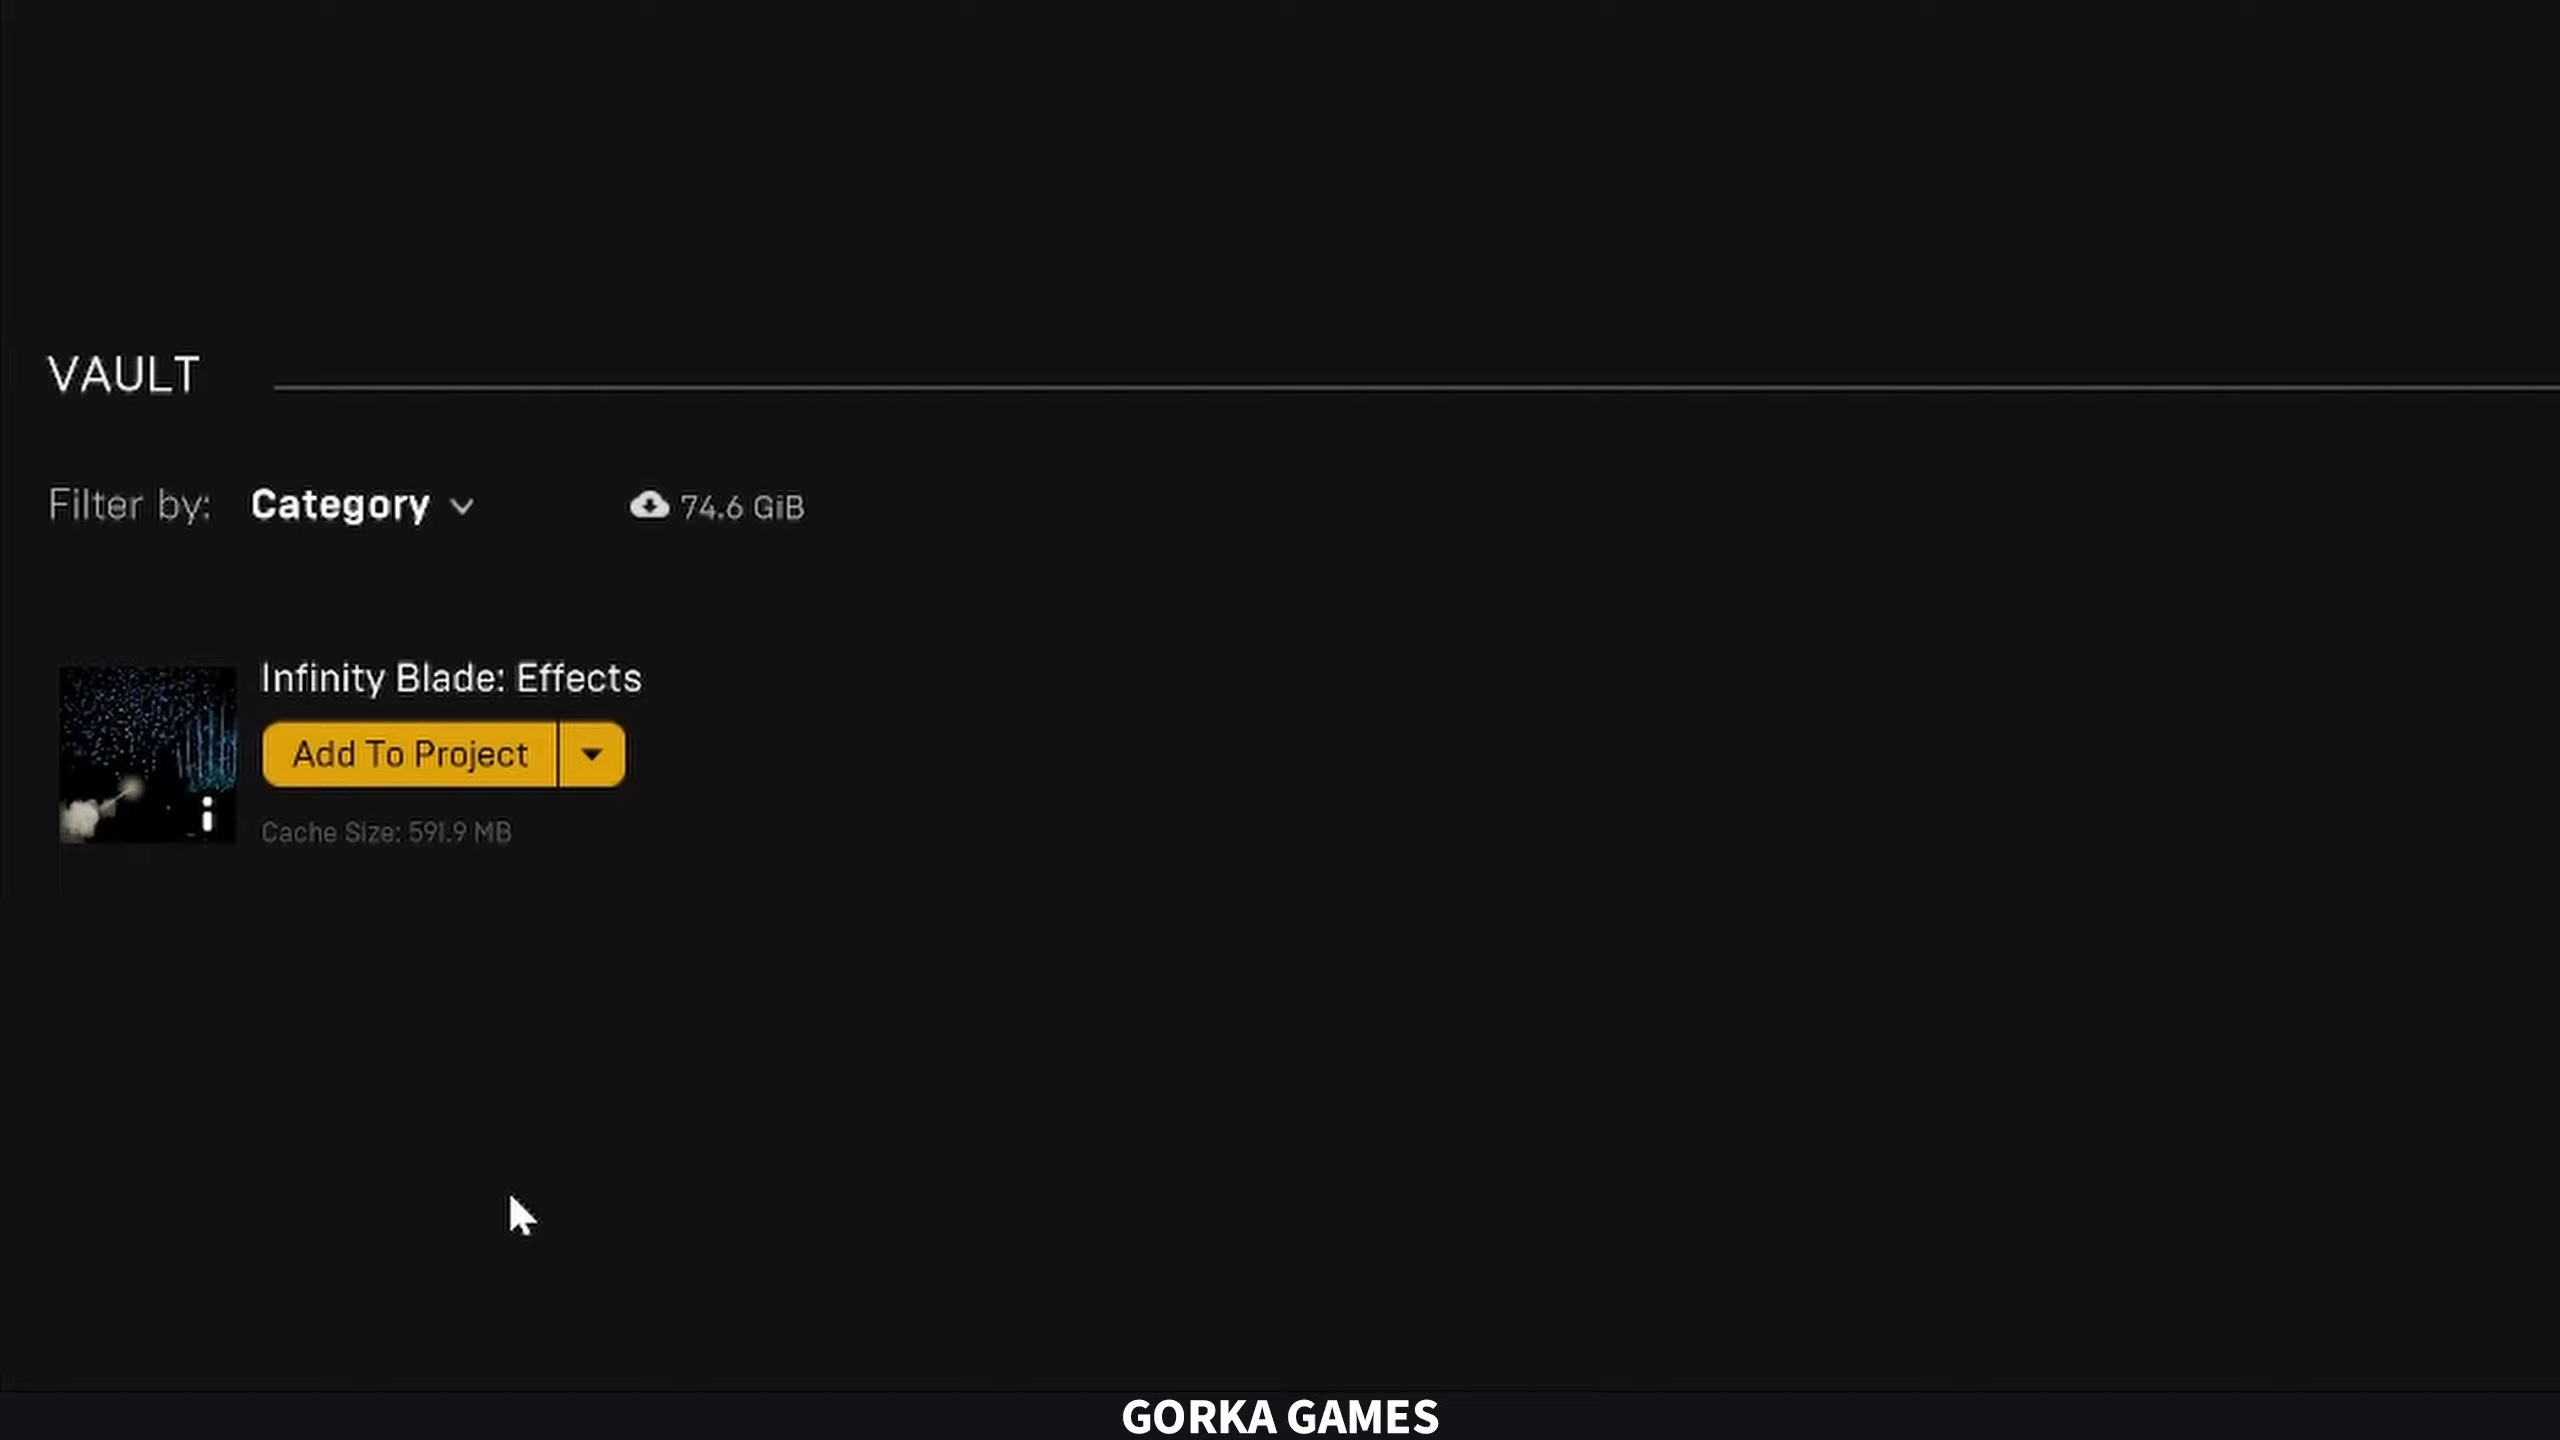 VAULT
Filter by: Category 74.6 GiB
Infinity Blade: Effects
Add To Project
Cache Size: 591.9 MB
GORKA GAMES